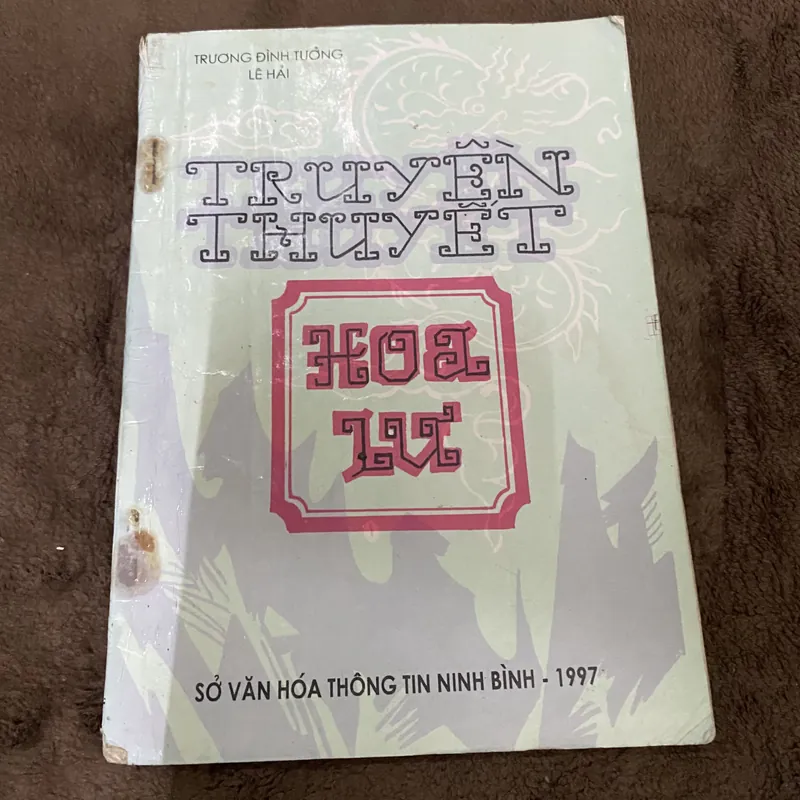 TRƯƠNG ĐÌNH TƯỞNG
LÊ HẢI
TRUYỀN
THUYẾT
HOA
LƯ
SỞ VĂN HÓA THÔNG TIN NINH BÌNH - 1997